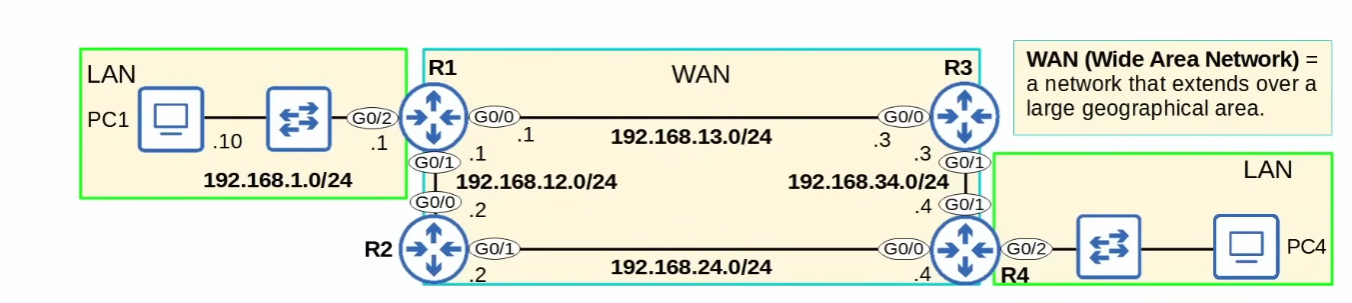 LAN
PC1
.10
192.168.1.0/24
G0/2
.1
R1
G0/0
.1
WAN
192.168.13.0/24
R3
G0/0
.3
G0/1
.1
192.168.12.0/24
G0/0
.2
.3
G0/1
192.168.34.0/24
.4
G0/1
R2
G0/1
.2
192.168.24.0/24
G0/0
.4
R4
G0/2
LAN
PC4
WAN (Wide Area Network) =
a network that extends over a
large geographical area.